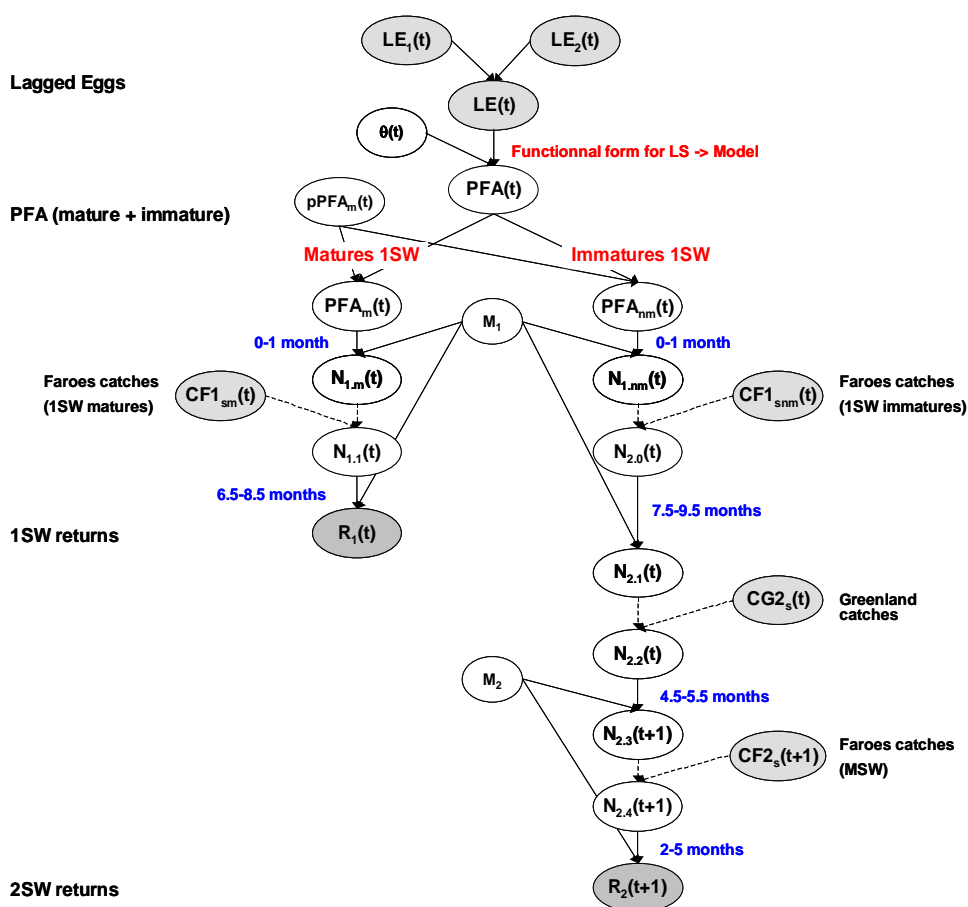 LE1(t)
LE2(t)
Lagged Eggs
LE(t)
θ(t)
Functionnal form for LS -> Model
PFA(t)
pPFAm(t)
PFA (mature + immature)
Matures 1SW
Immatures 1SW
PFAm(t)
PFAnm(t)
M1
0-1 month
0-1 month
N1.m(t)
N1.nm(t)
Faroes catches
(1SW matures)
CF1sm(t)
CF1snm(t)
Faroes catches
(1SW immatures)
N1.1(t)
N2.0(t)
6.5-8.5 months
7.5-9.5 months
1SW returns
R1(t)
N2.1(t)
CG2s(t)
Greenland
catches
N2.2(t)
M2
4.5-5.5 months
N2.3(t+1)
CF2s(t+1)
Faroes catches
(MSW)
N2.4(t+1)
2-5 months
2SW returns
R2(t+1)